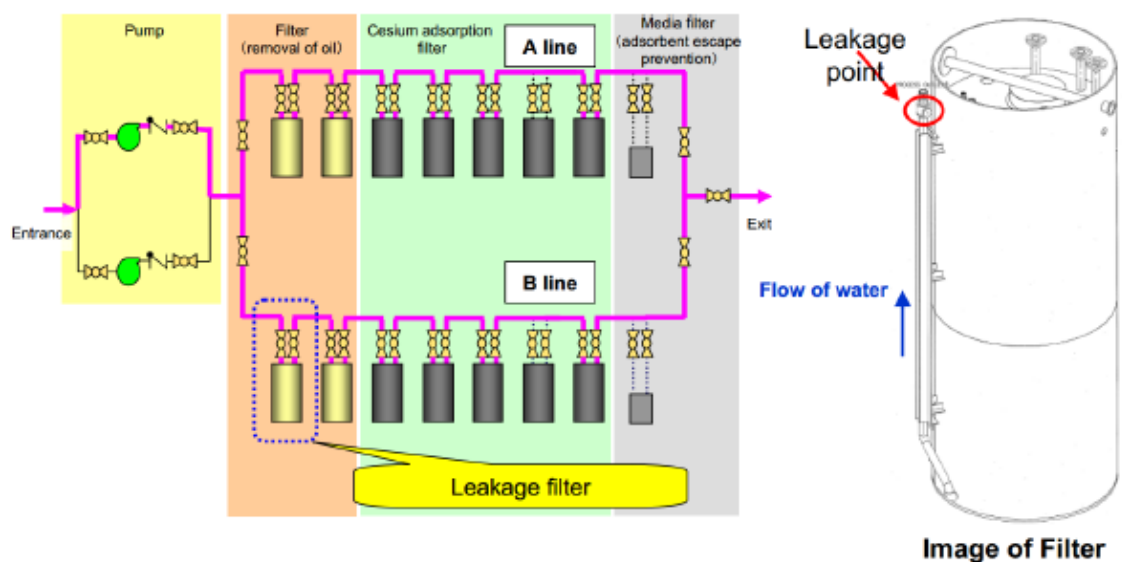 Pump
Filter
(removal of oil)
Cesium adsorption
filter
Media filter
(adsorbent escape
prevention)
A line
Entrance
Exit
B line
Leakage filter
Leakage
point
Flow of water
Image of Filter